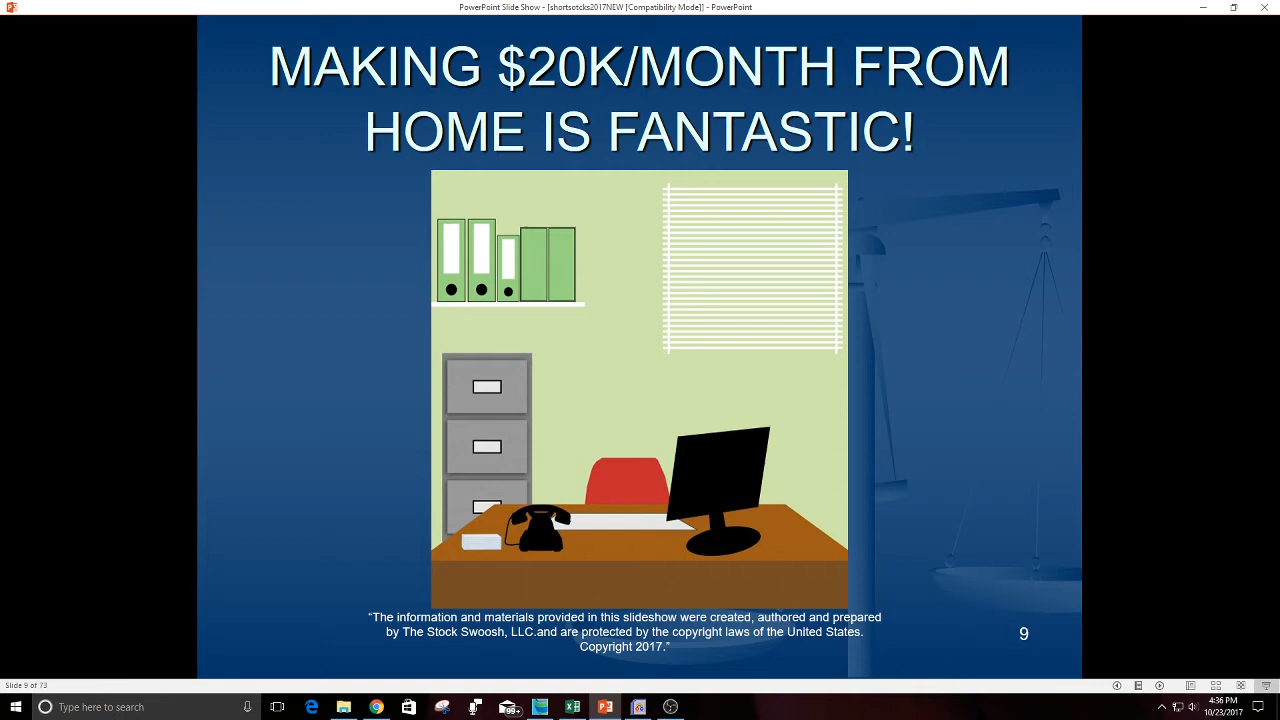 PowerPoint Slide Show - [shortsotcks2017NEW [Compatibility Mode]] - PowerPoint
MAKING $20K/MONTH FROM
HOME IS FANTASTIC!
“The information and materials provided in this slideshow were created, authored and prepared
by The Stock Swoosh, LLC.and are protected by the copyright laws of the United States.
Copyright 2017.”
9
Slide 9 of 73
Type here to search
99+
4:36 PM
10/23/2017